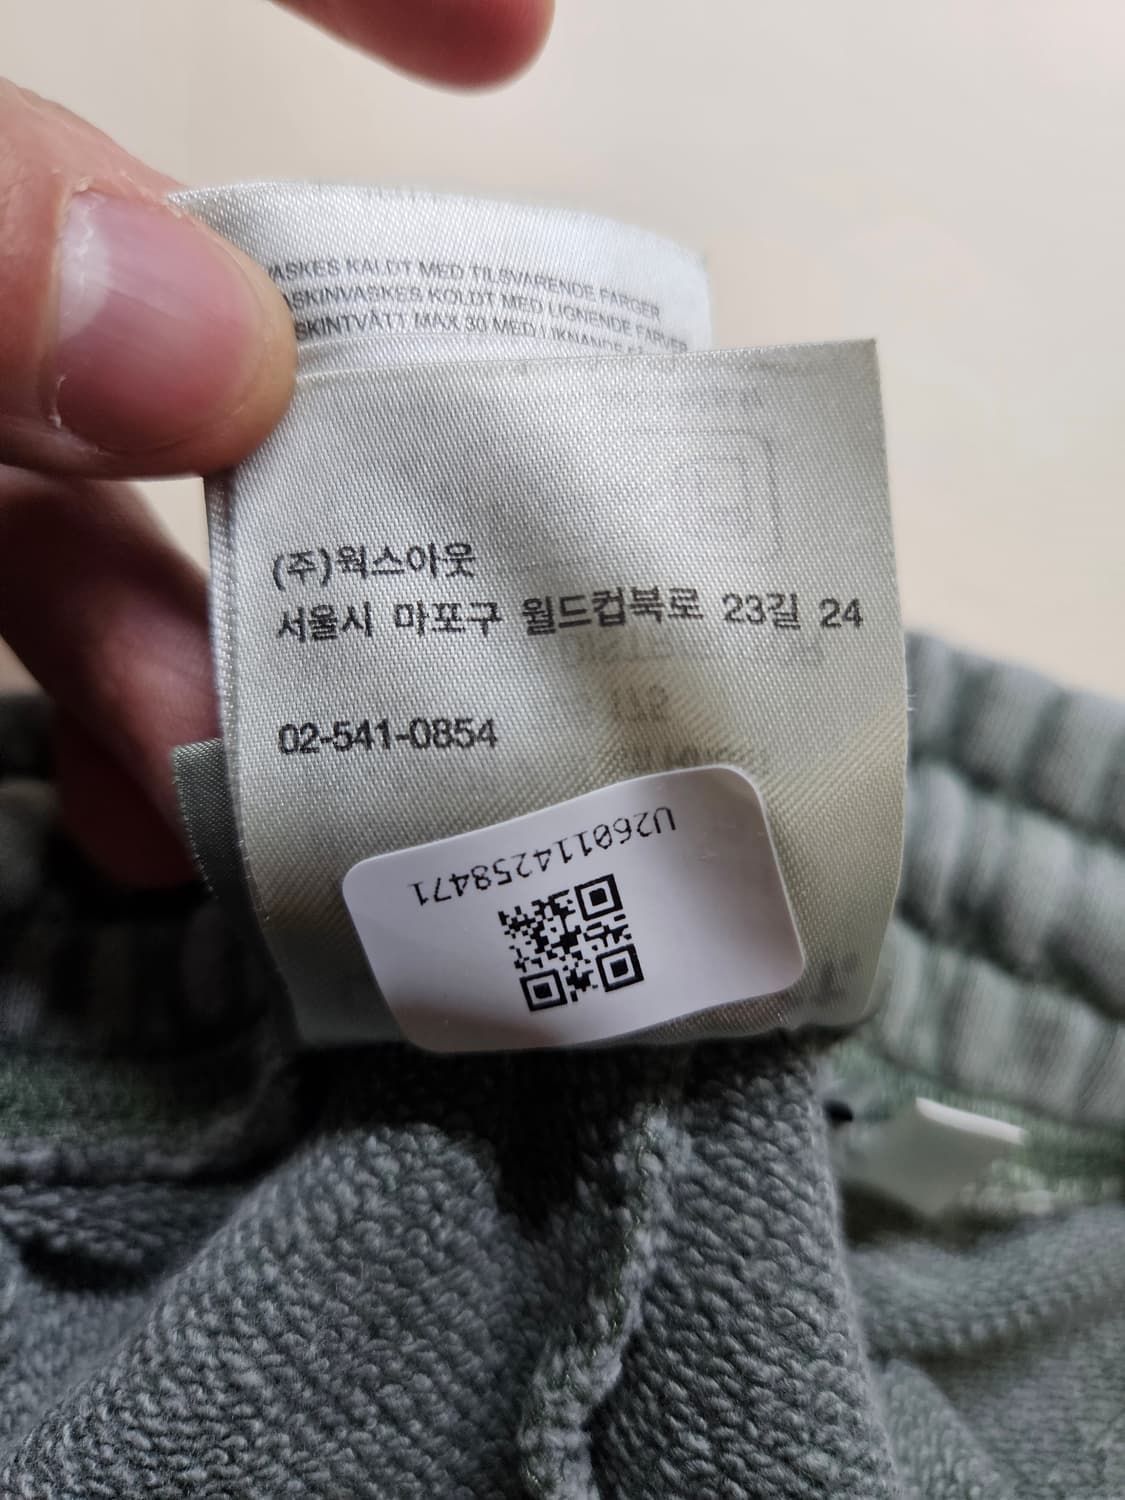 VASKES KALDT MED TILSVARENDE FARGER
ASKINVASKES KOLDT MED LIGNENDE FARVER
SKINTVÄTT MAX 30 MED LIKNANDE
(주)웍스아웃
서울시 마포구 월드컵북로 23길 24
02-541-0854
U260114258471